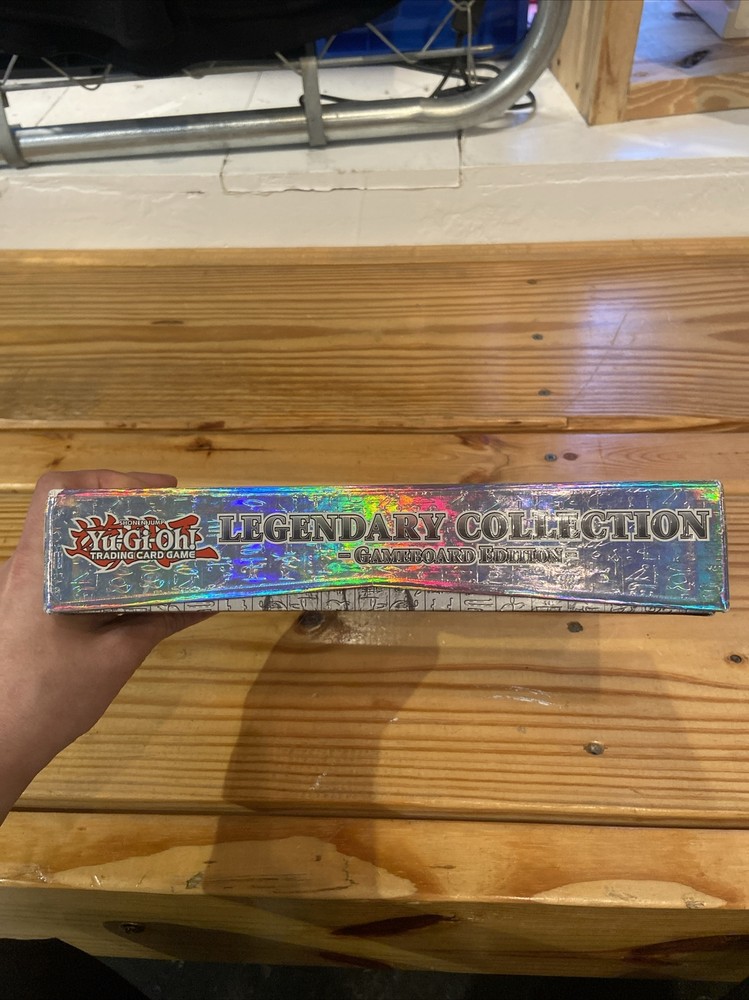 SHONEN JUMP
Yu-Gi-Oh!
TRADING CARD GAME
LEGENDARY COLLECTION
- GAMEBOARD EDITION -